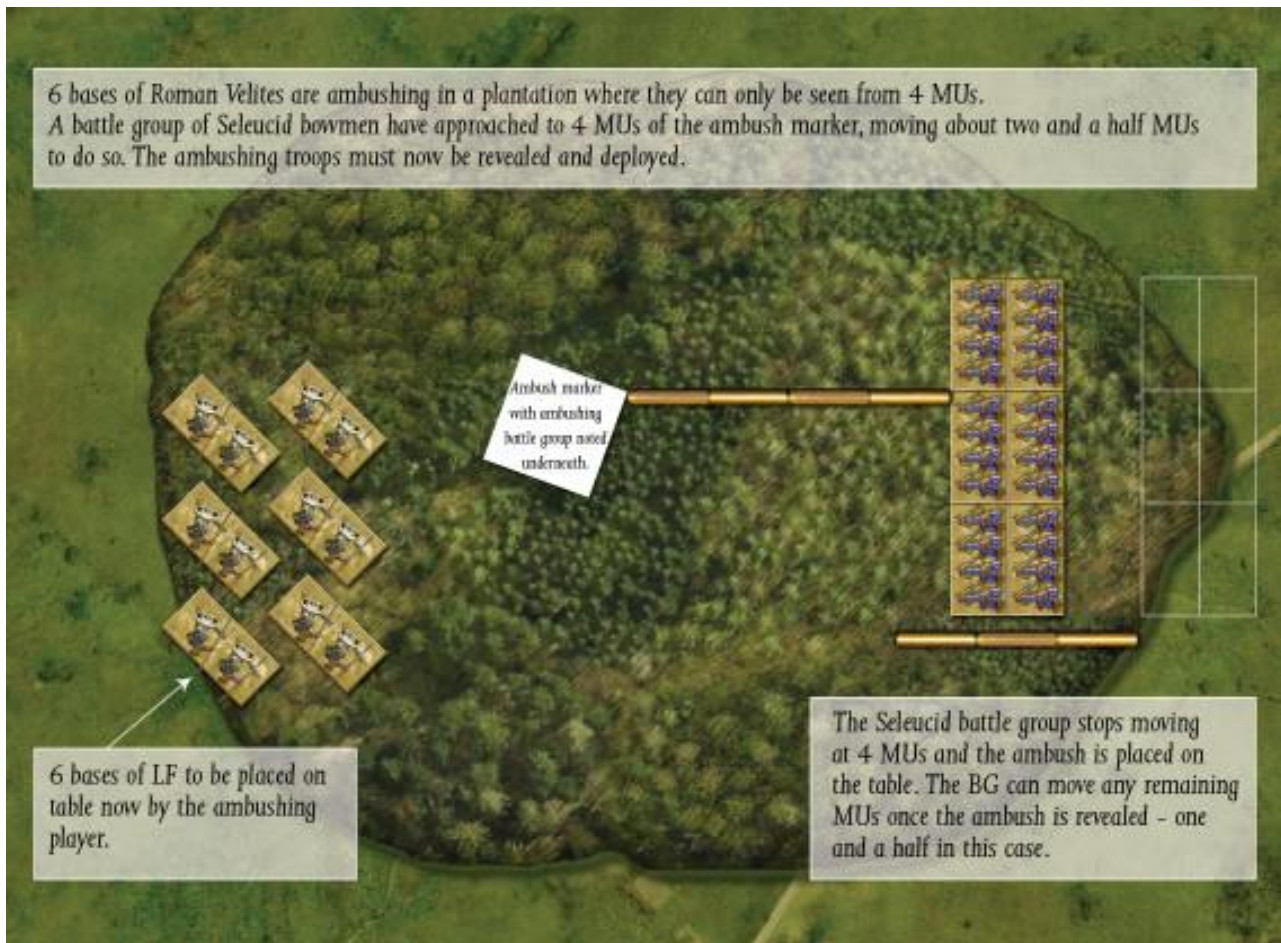 6 bases of Roman Velites are ambushing in a plantation where they can only be seen from 4 MUs.
A battle group of Seleucid bowmen have approached to 4 MUs of the ambush marker, moving about two and a half MUs
to do so. The ambushing troops must now be revealed and deployed.
Ambush marker
with ambushing
battle group noted
underneath.
6 bases of LF to be placed on
table now by the ambushing
player.
The Seleucid battle group stops moving
at 4 MUs and the ambush is placed on
the table. The BG can move any remaining
MUs once the ambush is revealed – one
and a half in this case.